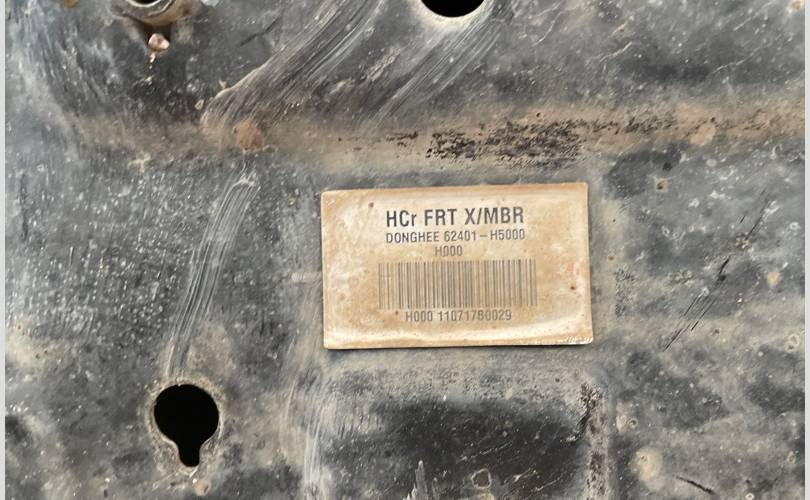 HCr FRT X/MBR
DONGHEE 62401-H5000
H000
H000 11071780029